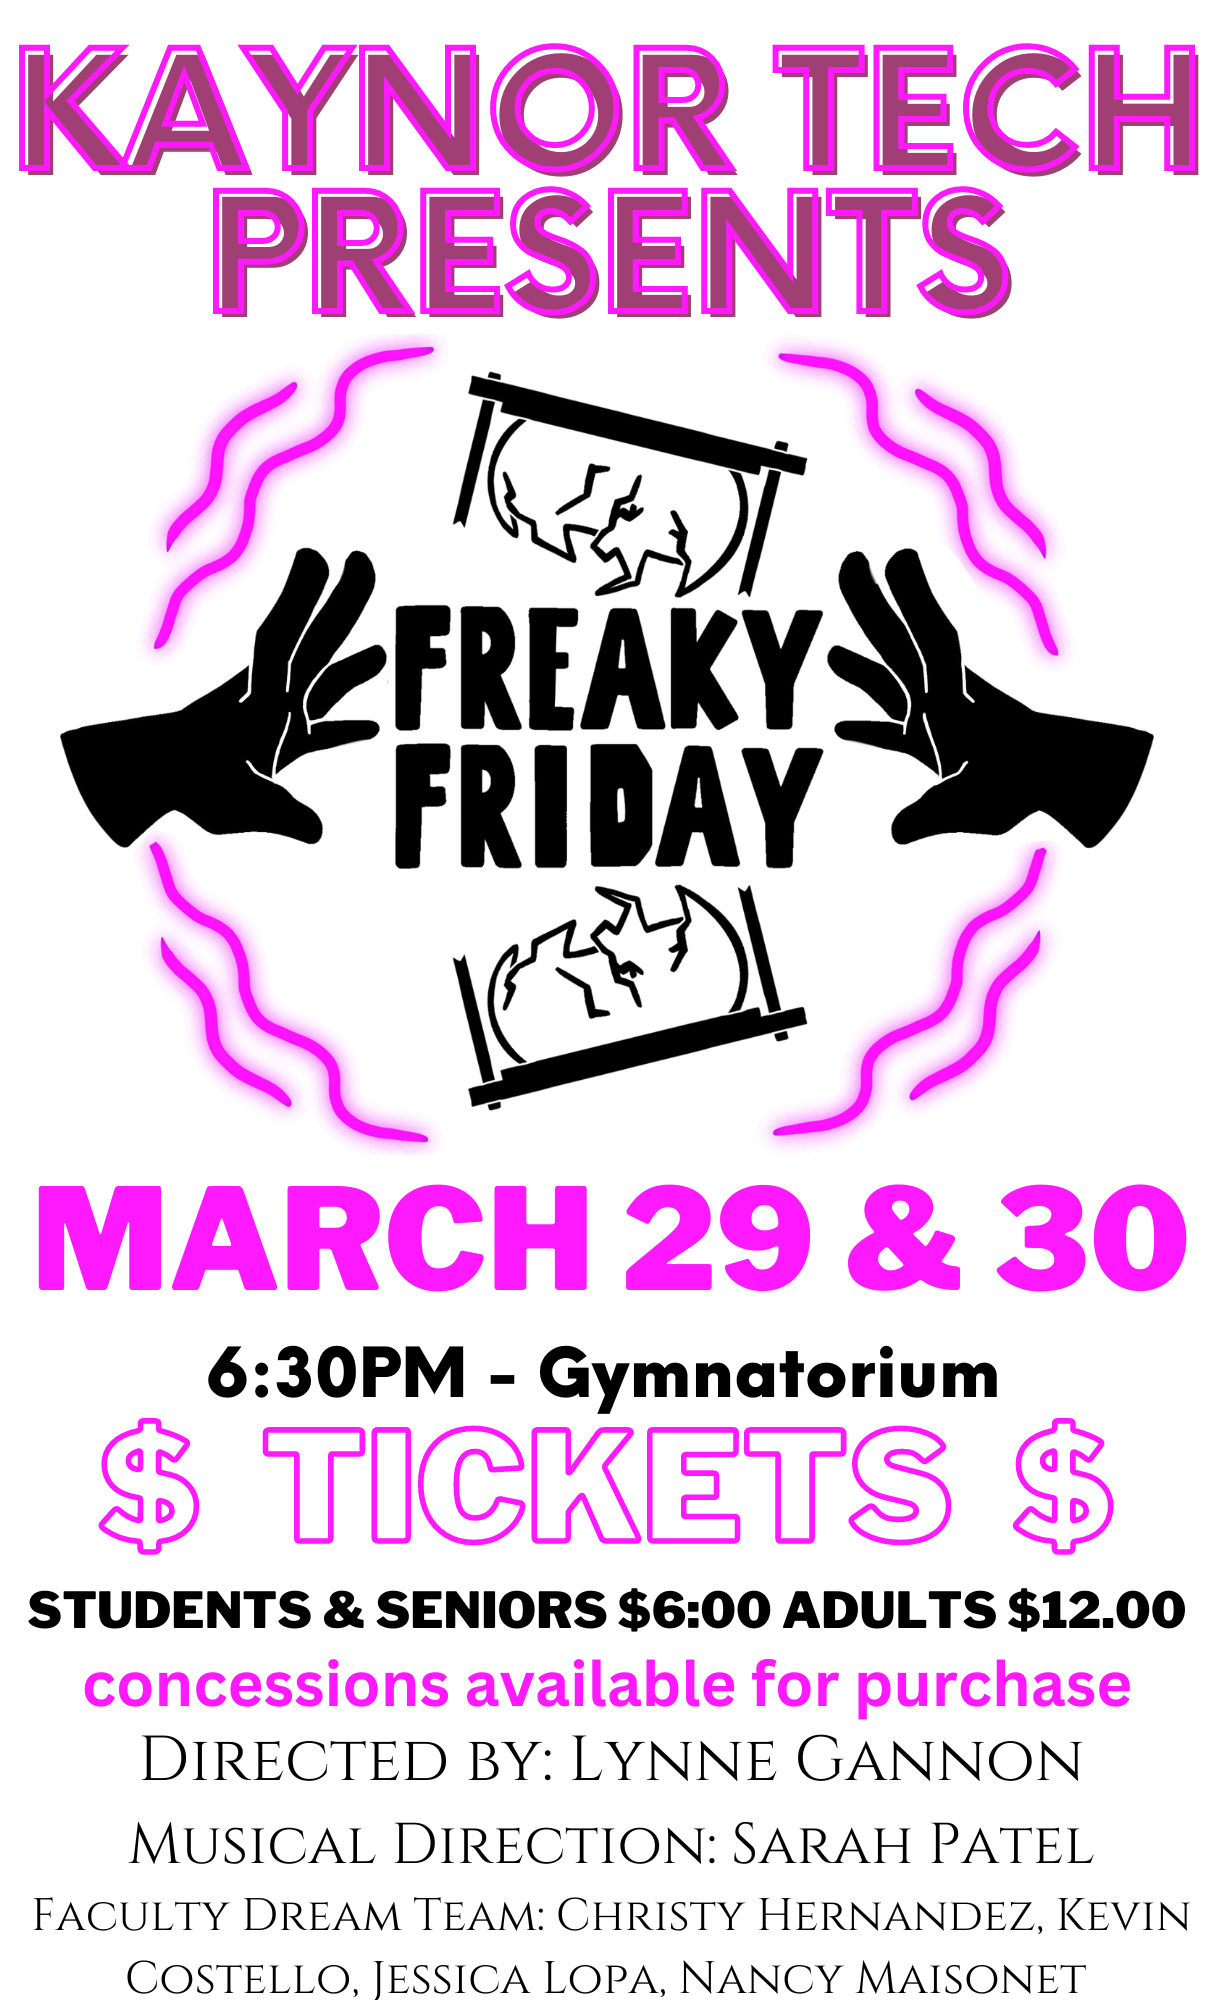 KAYNOR TECH
PRESENTS
FREAKY
FRIDAY
MARCH 29 & 30
6:30PM - Gymnatorium
$ TICKETS $
STUDENTS & SENIORS $6:00 ADULTS $12.00
concessions available for purchase
Directed by: Lynne Gannon
Musical Direction: Sarah Patel
Faculty Dream Team: Christy Hernandez, Kevin
Costello, Jessica Lopa, Nancy Maisonet